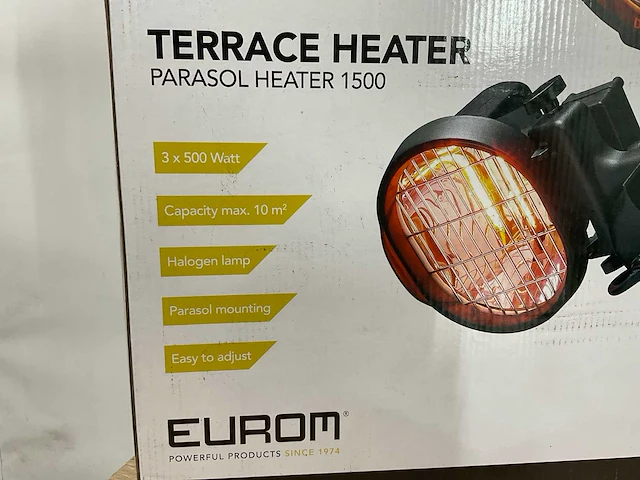 TERRACE HEATER
PARASOL HEATER 1500
3 x 500 Watt
Capacity max. 10 m²
Halogen lamp
Parasol mounting
Easy to adjust
EUROM®
POWERFUL PRODUCTS SINCE 1974